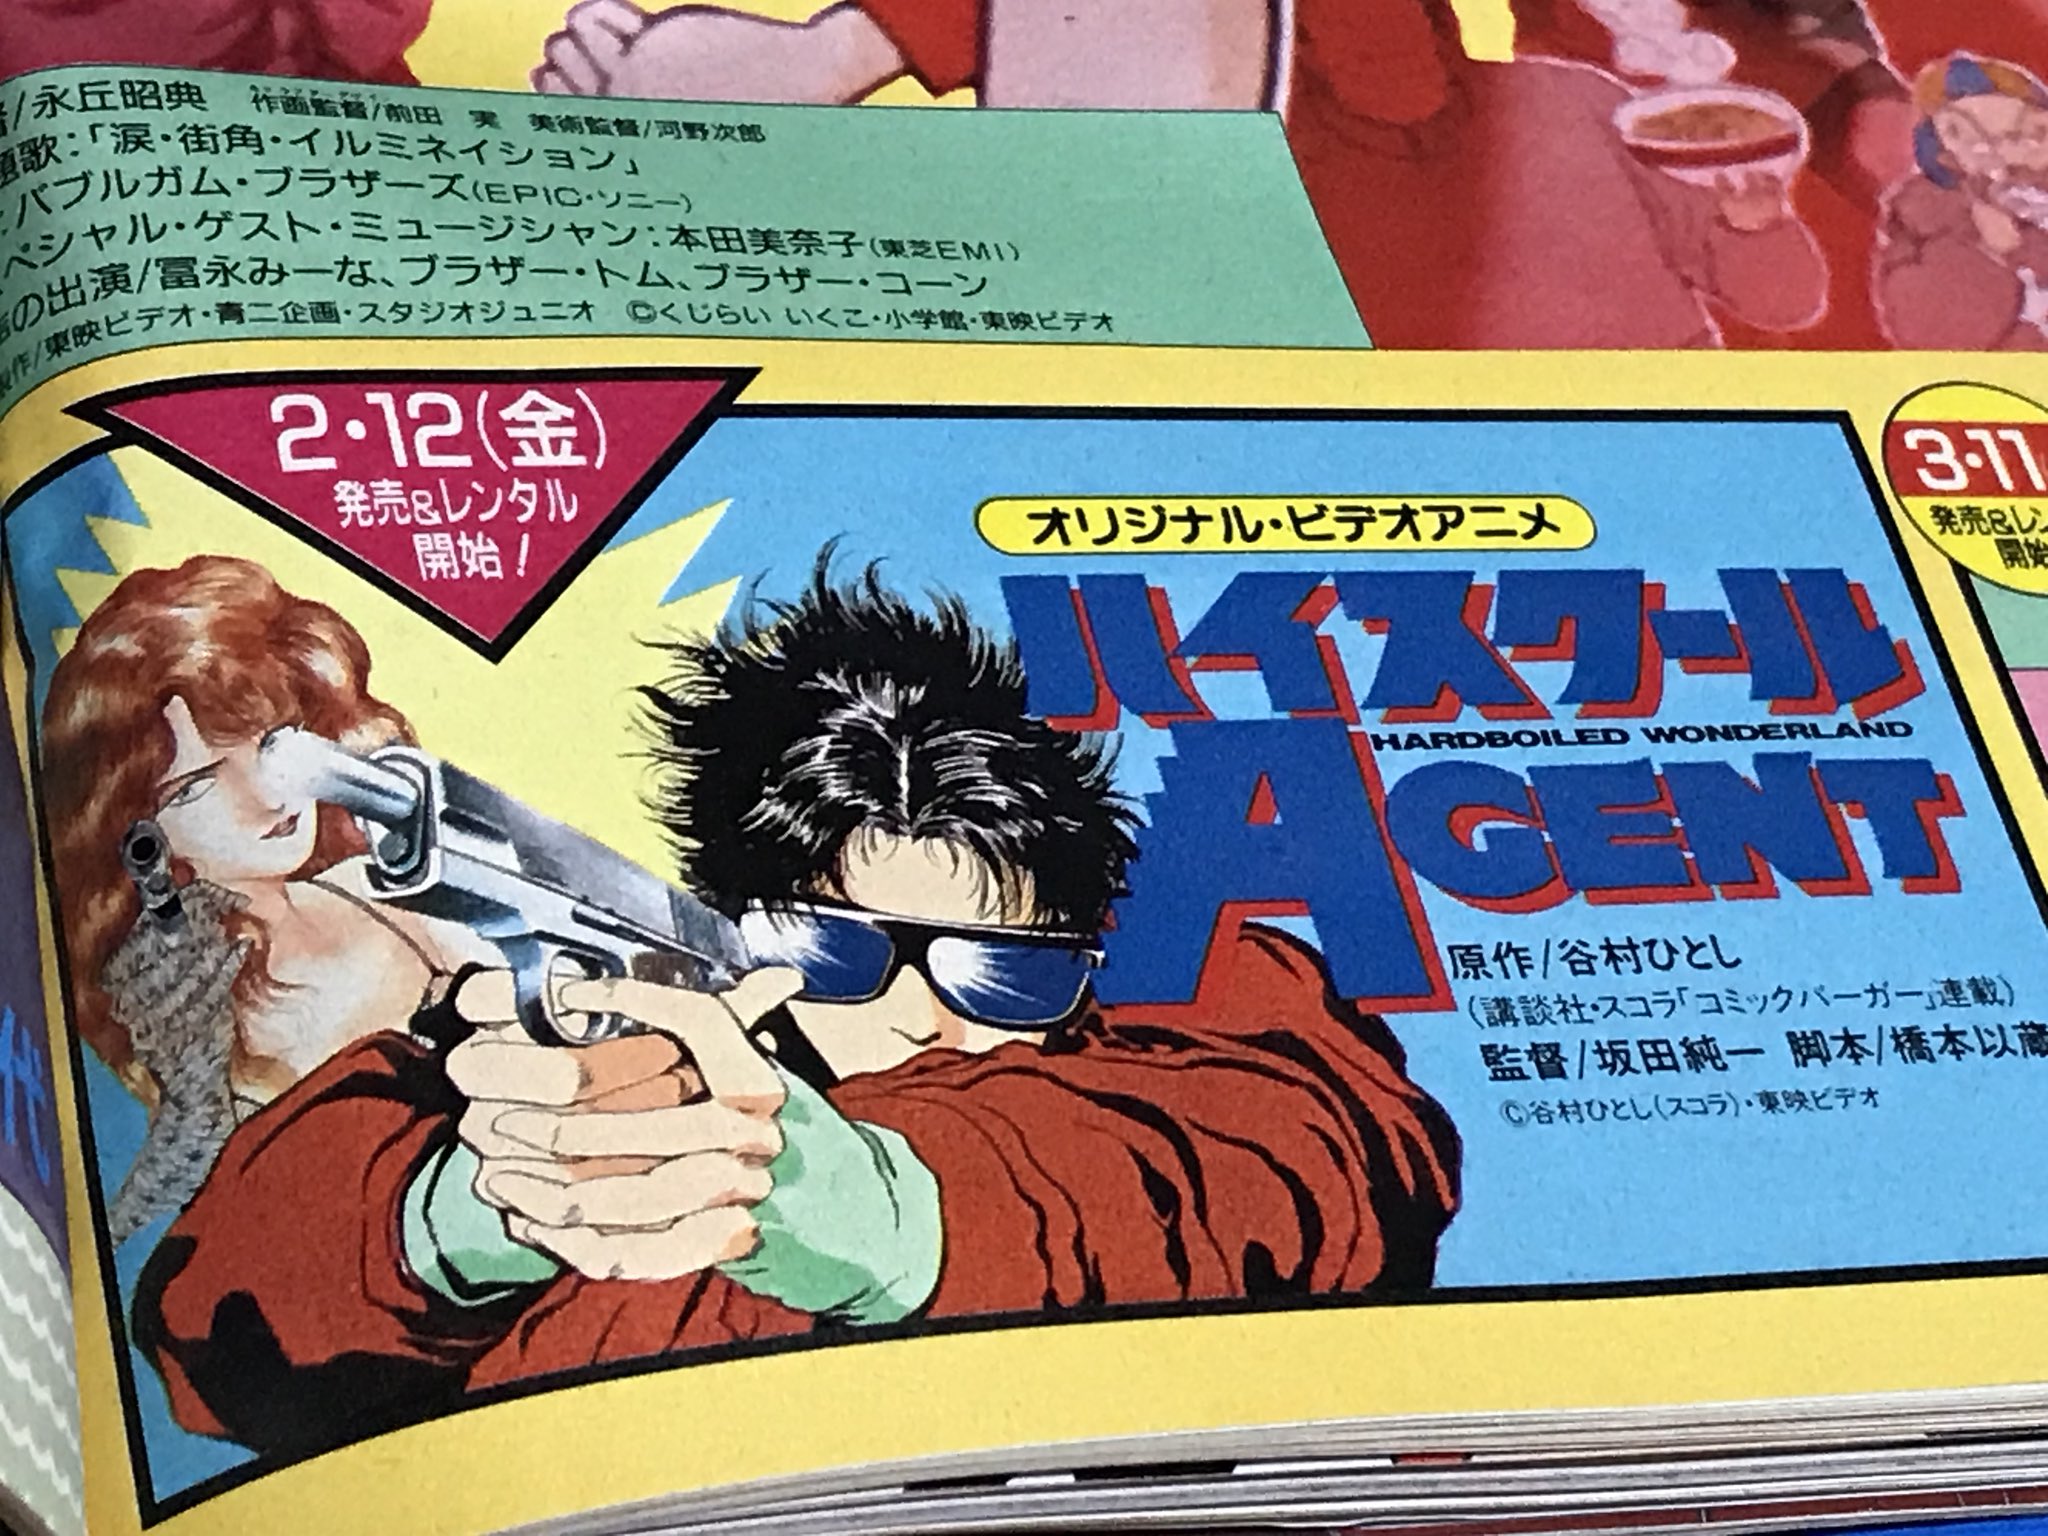 永丘昭典 作画監督/前田 実 美術監督/河野次郎
題歌:「涙・街角・イルミネイション」
バブルガム・ブラザーズ(EPIC・ソニー)
ペシャル・ゲスト・ミュージシャン:本田美奈子(東芝EMI)
の出演/冨永みーな、ブラザー・トム、ブラザー・コーン
製作/東映ビデオ・青二企画・スタジオジュニオ ©くじらい いくこ・小学館・東映ビデオ
2・12(金)
発売&レンタル
開始!
オリジナル・ビデオアニメ
ハイスクール
HARDBOILED WONDERLAND
AGENT
原作/谷村ひとし
(講談社・スコラ「コミックバーガー」連載)
監督/坂田純一 脚本/橋本以蔵
©谷村ひとし(スコラ)・東映ビデオ
3・11
発売&レン
開始